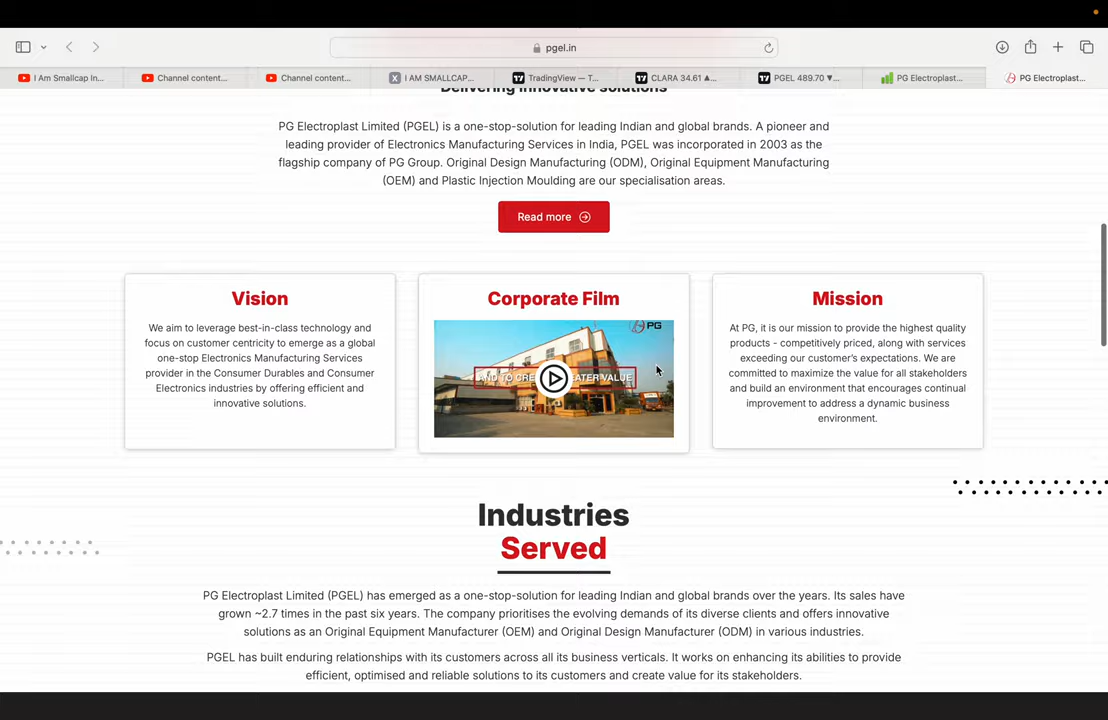 pgel.in
I Am Smallcap In...
Channel content...
Channel content...
I AM SMALLCAP...
TradingView — T...
CLARA 34.61 ▲...
PGEL 489.70 ▼...
PG Electroplast...
PG Electroplast...
Delivering innovative solutions
PG Electroplast Limited (PGEL) is a one-stop-solution for leading Indian and global brands. A pioneer and
leading provider of Electronics Manufacturing Services in India, PGEL was incorporated in 2003 as the
flagship company of PG Group. Original Design Manufacturing (ODM), Original Equipment Manufacturing
(OEM) and Plastic Injection Moulding are our specialisation areas.
Read more
Vision
We aim to leverage best-in-class technology and
focus on customer centricity to emerge as a global
one-stop Electronics Manufacturing Services
provider in the Consumer Durables and Consumer
Electronics industries by offering efficient and
innovative solutions.
Corporate Film
PG
AND TO CRE EATER VALUE
Mission
At PG, it is our mission to provide the highest quality
products - competitively priced, along with services
exceeding our customer's expectations. We are
committed to maximize the value for all stakeholders
and build an environment that encourages continual
improvement to address a dynamic business
environment.
Industries
Served
PG Electroplast Limited (PGEL) has emerged as a one-stop-solution for leading Indian and global brands over the years. Its sales have
grown ~2.7 times in the past six years. The company prioritises the evolving demands of its diverse clients and offers innovative
solutions as an Original Equipment Manufacturer (OEM) and Original Design Manufacturer (ODM) in various industries.
PGEL has built enduring relationships with its customers across all its business verticals. It works on enhancing its abilities to provide
efficient, optimised and reliable solutions to its customers and create value for its stakeholders.